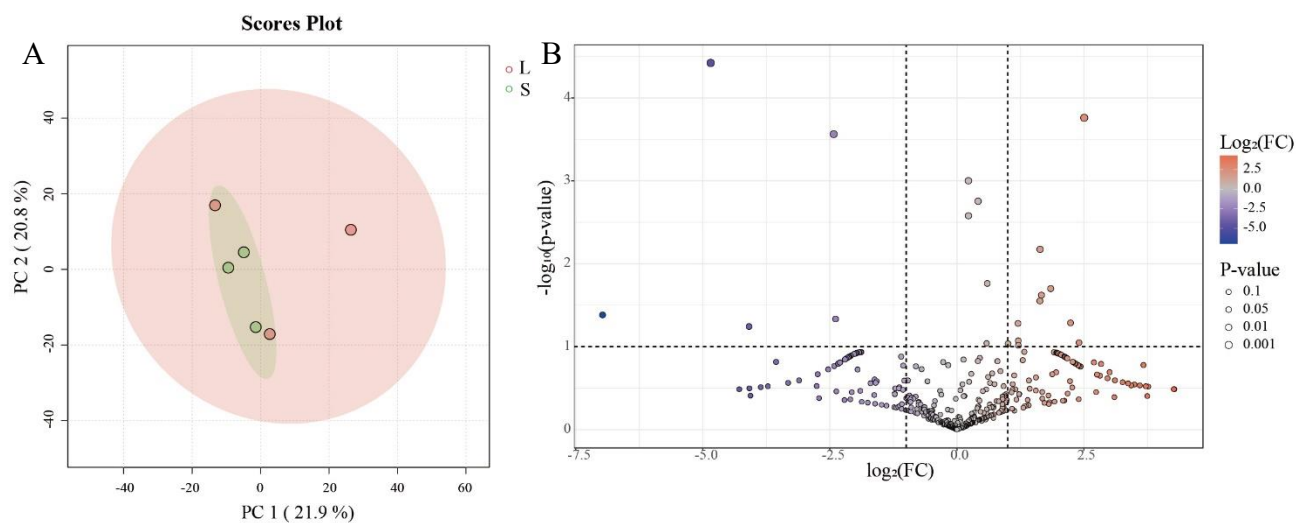 Scores Plot
A
40
20
0
-20
-40
-40
-20
0
20
40
60
PC 2 ( 20.8 %)
PC 1 ( 21.9 %)
L
S
B
4
3
2
1
0
-7.5
-5.0
-2.5
0.0
2.5
-log₁₀(p-value)
log₂(FC)
Log₂(FC)
2.5
0.0
-2.5
-5.0
P-value
0.1
0.05
0.01
0.001